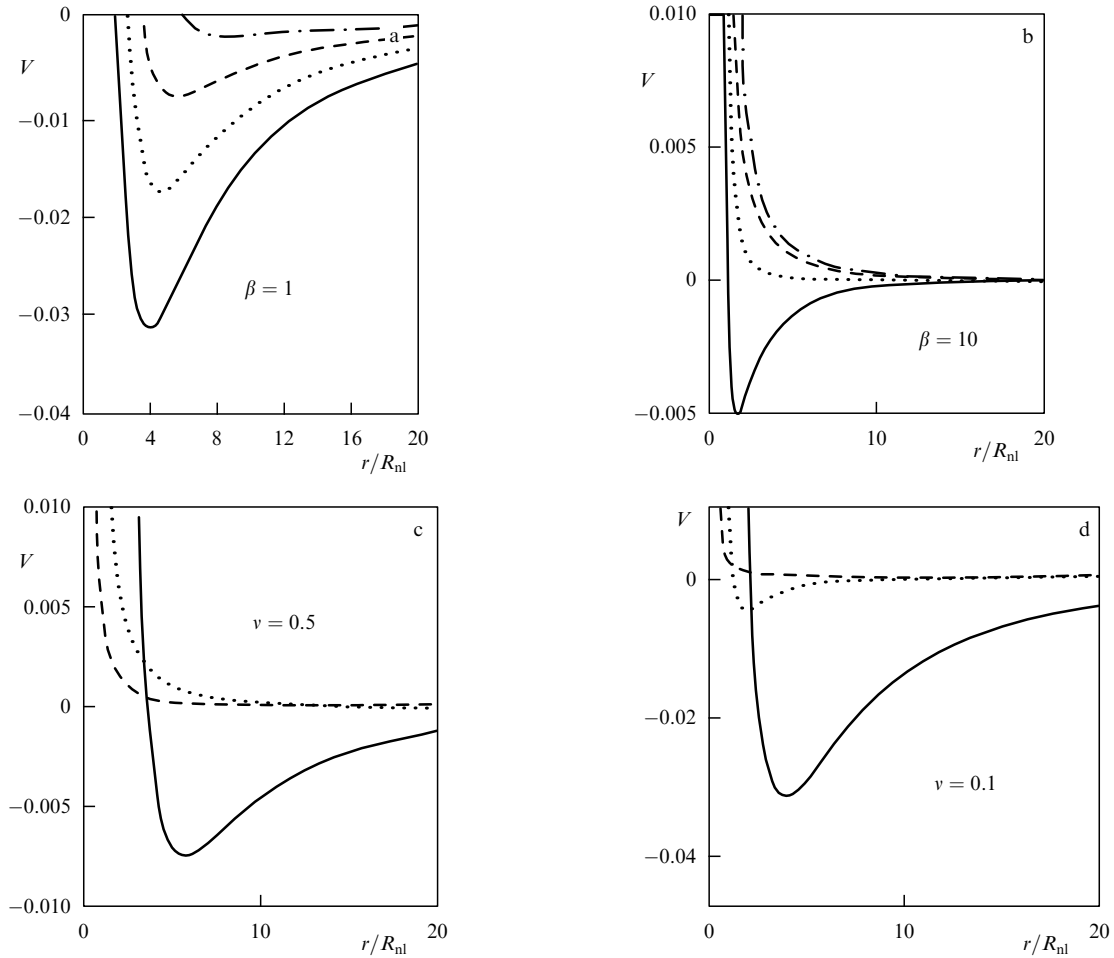 0
a
V
−0.01
−0.02
−0.03
−0.04
β = 1
0 4 8 12 16 20
r/R_nl
0.010
b
V
0.005
0
−0.005
β = 10
0 10 20
r/R_nl
0.010
c
V
0.005
0
−0.005
−0.010
ν = 0.5
0 10 20
r/R_nl
d
V
0
−0.02
−0.04
ν = 0.1
0 10 20
r/R_nl